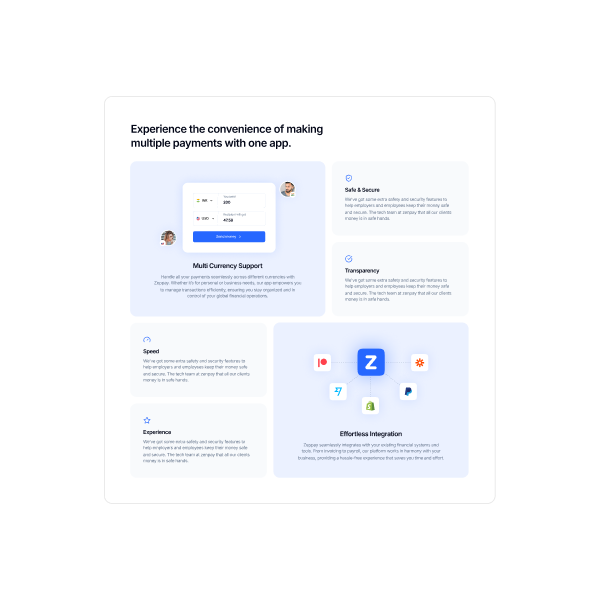 Experience the convenience of making
multiple payments with one app.
INR
200
USD
47.58
Send money
Multi Currency Support
Handle all your payments seamlessly across different currencies with
Zeppay. Whether it's for personal or business needs, our app empowers you
to manage transactions efficiently, ensuring you stay organized and in
control of your global financial operations.
Safe & Secure
We've got some extra safety and security features to
help employers and employees keep their money safe
and secure. The tech team at zenpay that all our clients
money is in safe hands.
Transparency
We've got some extra safety and security features to
help employers and employees keep their money safe
and secure. The tech team at zenpay that all our clients
money is in safe hands.
Speed
We've got some extra safety and security features to
help employers and employees keep their money safe
and secure. The tech team at zenpay that all our clients
money is in safe hands.
Experience
We've got some extra safety and security features to
help employers and employees keep their money safe
and secure. The tech team at zenpay that all our clients
money is in safe hands.
Z
Effortless Integration
Zeppay seamlessly integrates with your existing financial systems and
tools. From invoicing to payroll, our platform works in harmony with your
business, providing a hassle-free experience that saves you time and effort.